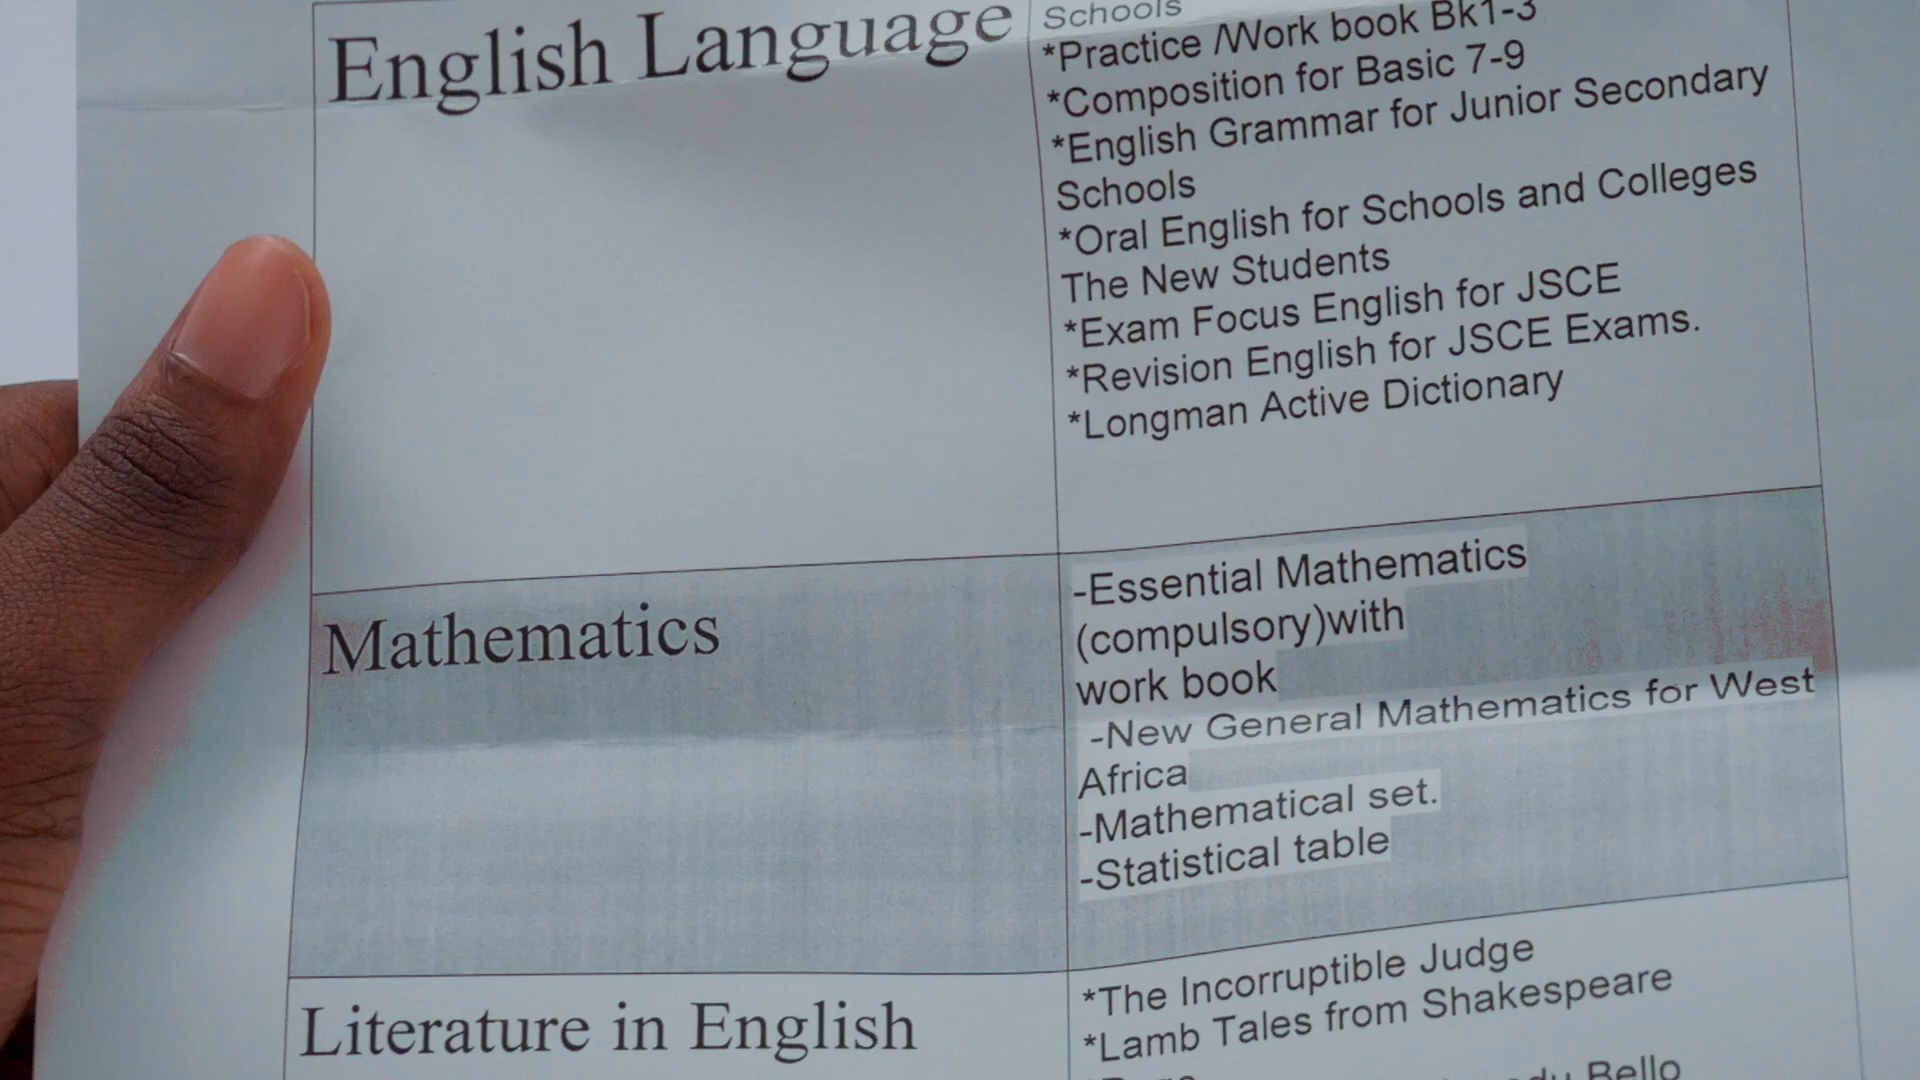 English Language
Schools
*Practice /Work book Bk1-3
*Composition for Basic 7-9
*English Grammar for Junior Secondary
Schools
*Oral English for Schools and Colleges
The New Students
*Exam Focus English for JSCE
*Revision English for JSCE Exams.
*Longman Active Dictionary
Mathematics
-Essential Mathematics
(compulsory)with
work book
-New General Mathematics for West
Africa
-Mathematical set.
-Statistical table
Literature in English
*The Incorruptible Judge
*Lamb Tales from Shakespeare
Bello